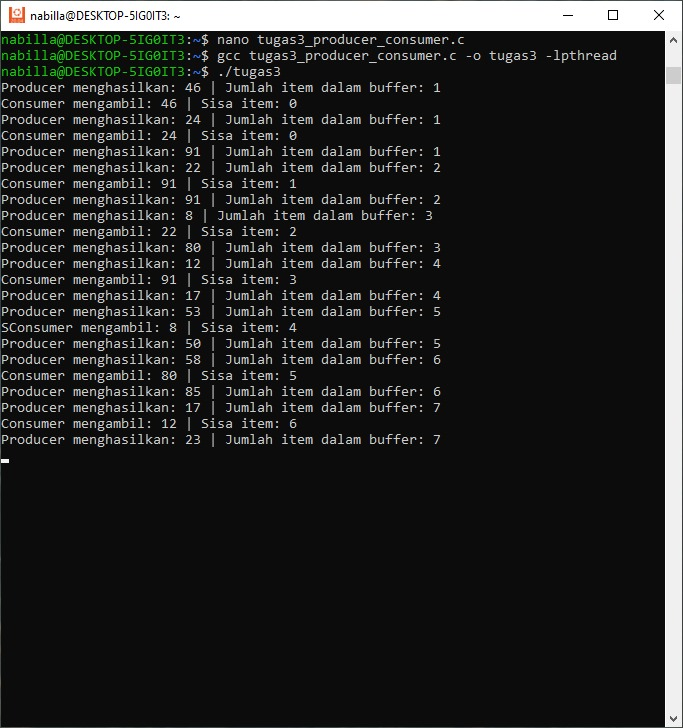 nabilla@DESKTOP-5IG0IT3: ~
nabilla@DESKTOP-5IG0IT3:~$ nano tugas3_producer_consumer.c
nabilla@DESKTOP-5IG0IT3:~$ gcc tugas3_producer_consumer.c -o tugas3 -lpthread
nabilla@DESKTOP-5IG0IT3:~$ ./tugas3
Producer menghasilkan: 46 | Jumlah item dalam buffer: 1
Consumer mengambil: 46 | Sisa item: 0
Producer menghasilkan: 24 | Jumlah item dalam buffer: 1
Consumer mengambil: 24 | Sisa item: 0
Producer menghasilkan: 91 | Jumlah item dalam buffer: 1
Producer menghasilkan: 22 | Jumlah item dalam buffer: 2
Consumer mengambil: 91 | Sisa item: 1
Producer menghasilkan: 91 | Jumlah item dalam buffer: 2
Producer menghasilkan: 8 | Jumlah item dalam buffer: 3
Consumer mengambil: 22 | Sisa item: 2
Producer menghasilkan: 80 | Jumlah item dalam buffer: 3
Producer menghasilkan: 12 | Jumlah item dalam buffer: 4
Consumer mengambil: 91 | Sisa item: 3
Producer menghasilkan: 17 | Jumlah item dalam buffer: 4
Producer menghasilkan: 53 | Jumlah item dalam buffer: 5
SConsumer mengambil: 8 | Sisa item: 4
Producer menghasilkan: 50 | Jumlah item dalam buffer: 5
Producer menghasilkan: 58 | Jumlah item dalam buffer: 6
Consumer mengambil: 80 | Sisa item: 5
Producer menghasilkan: 85 | Jumlah item dalam buffer: 6
Producer menghasilkan: 17 | Jumlah item dalam buffer: 7
Consumer mengambil: 12 | Sisa item: 6
Producer menghasilkan: 23 | Jumlah item dalam buffer: 7